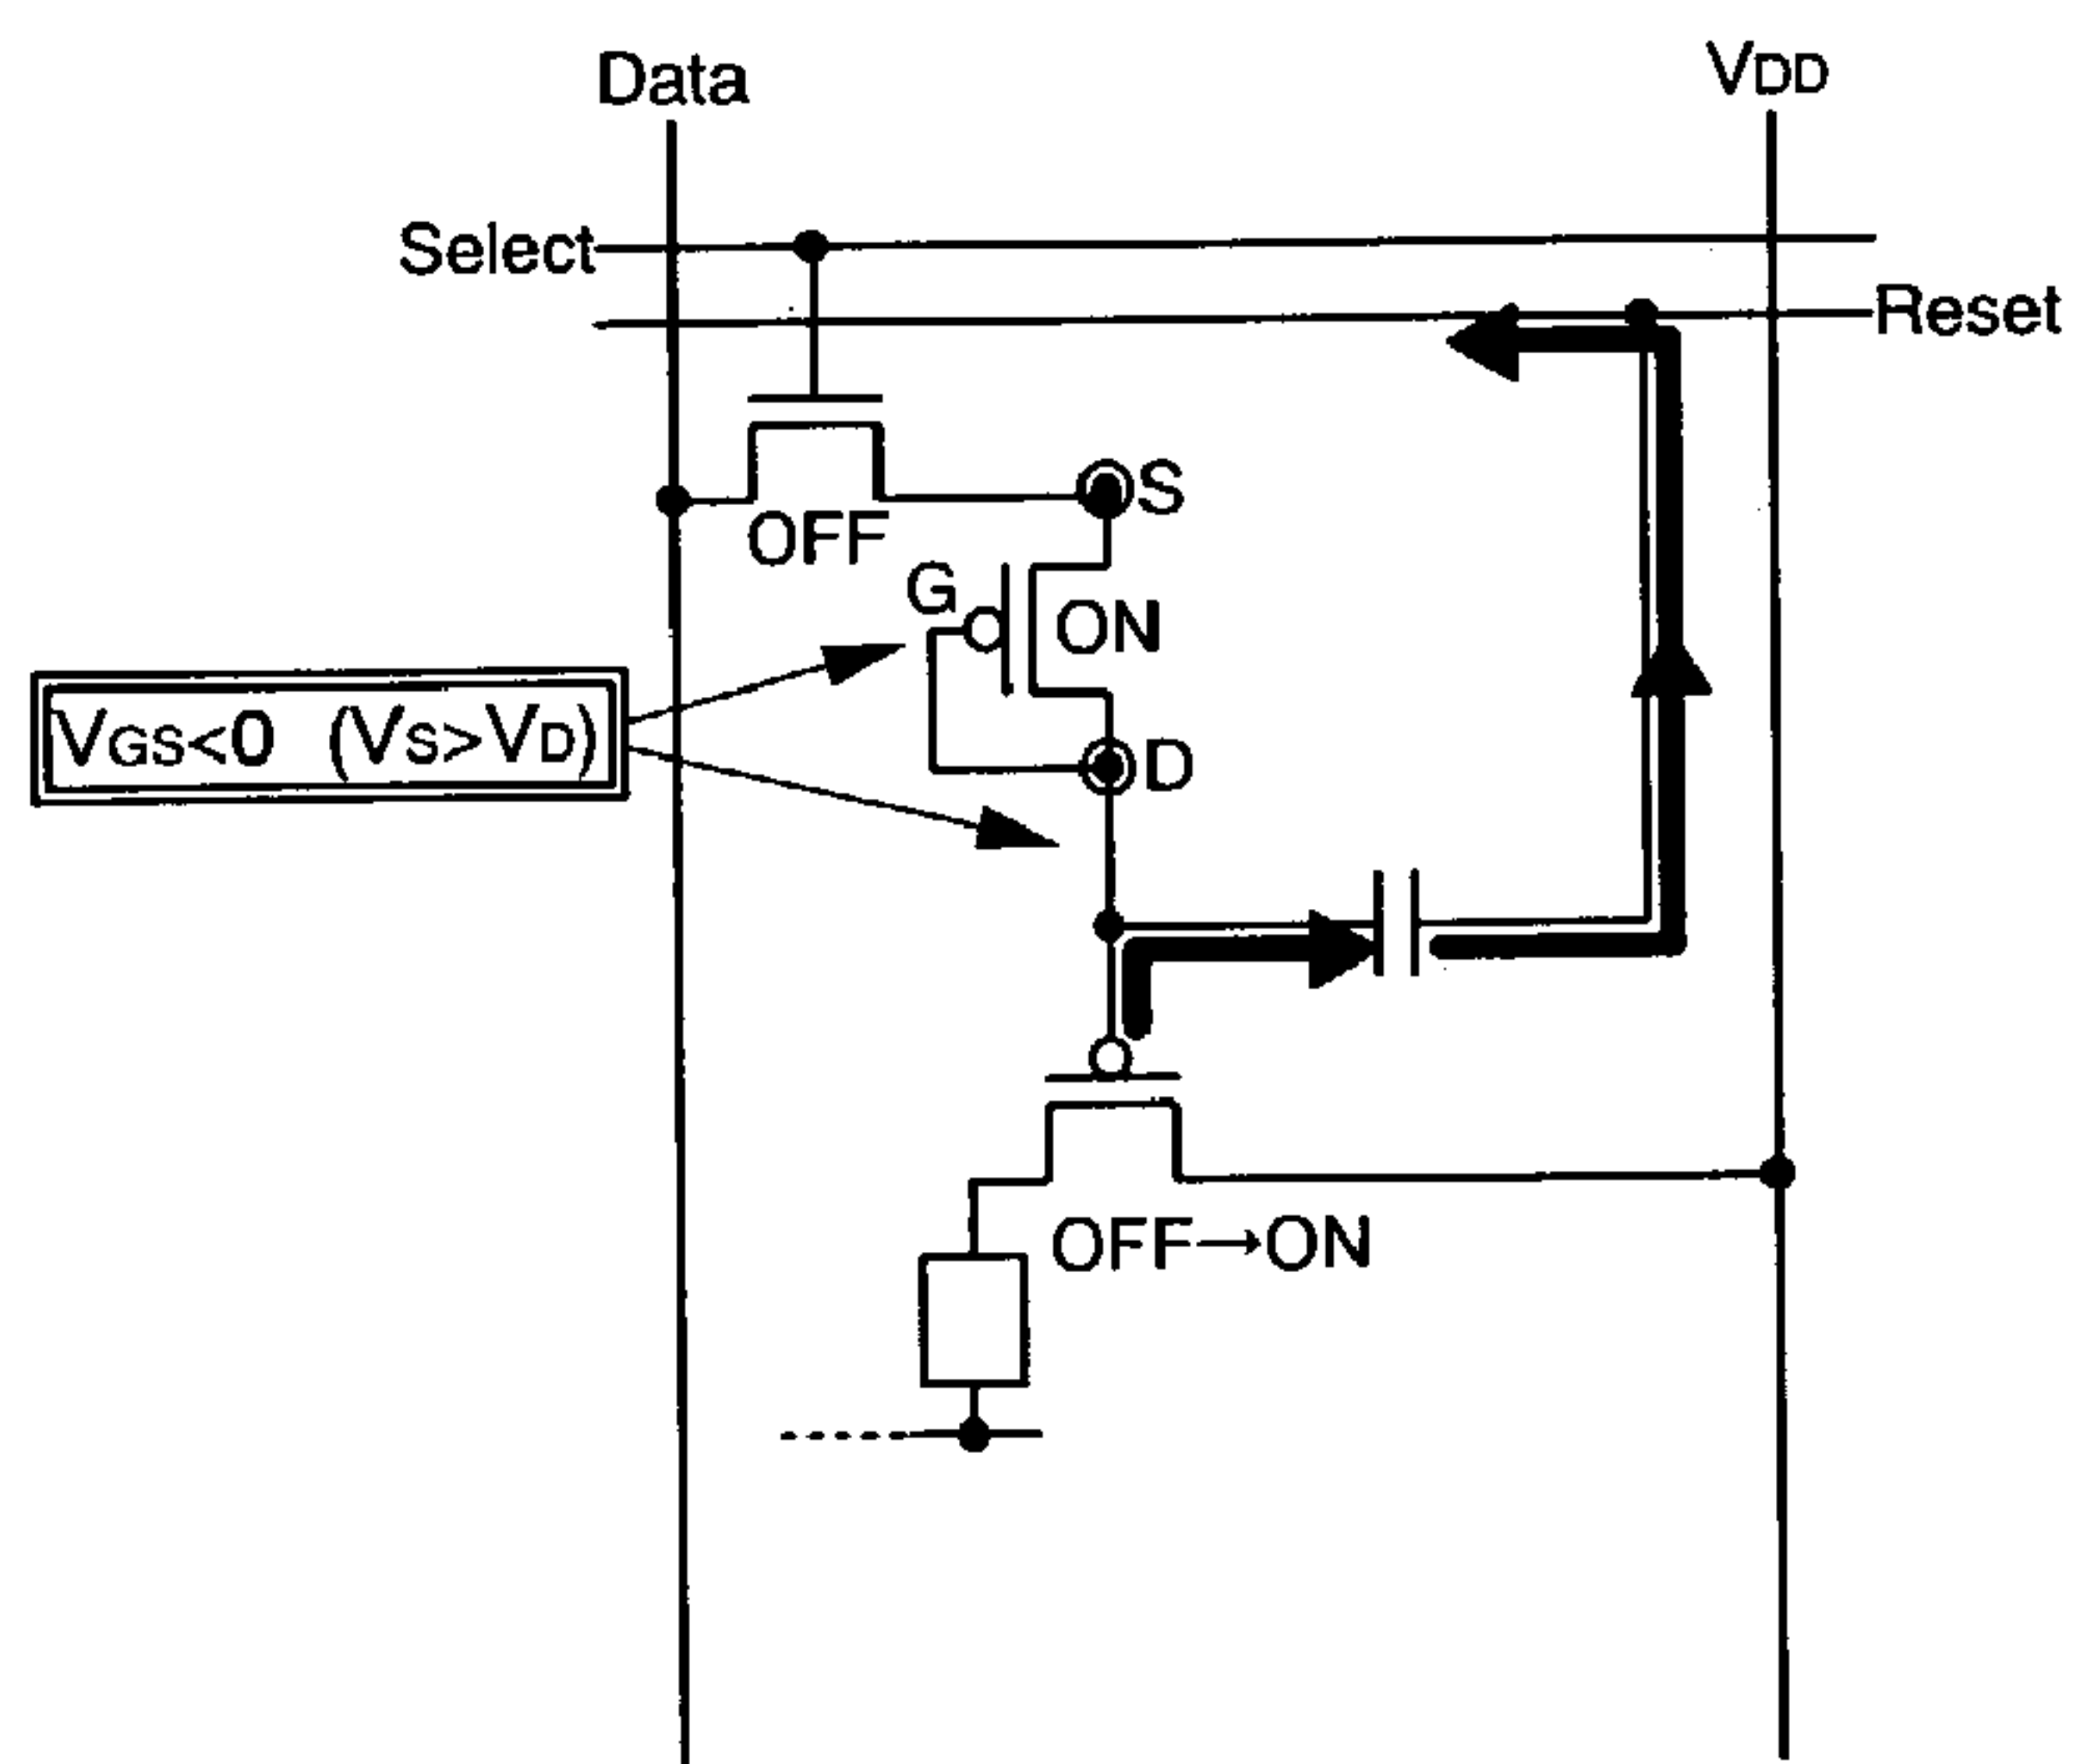 Data
VDD
Select
Reset
S
OFF
G
ON
VGS<0 (VS>VD)
D
OFF→ON